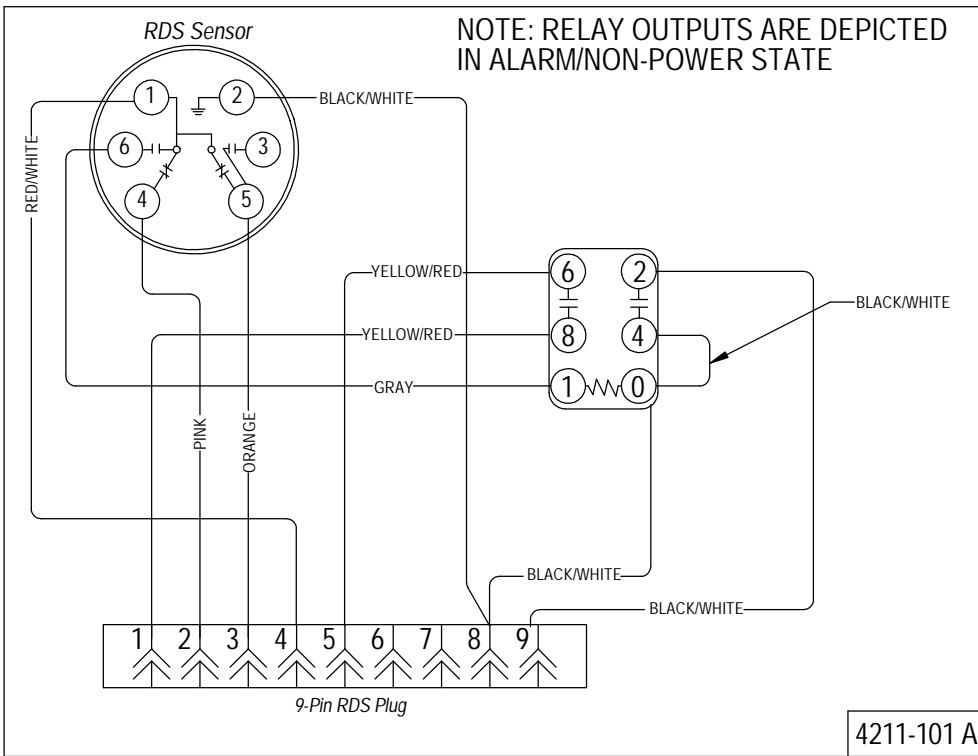 RDS Sensor
NOTE: RELAY OUTPUTS ARE DEPICTED
IN ALARM/NON-POWER STATE
1
2
BLACK/WHITE
6
3
RED/WHITE
4
5
YELLOW/RED
6
2
BLACK/WHITE
YELLOW/RED
8
4
GRAY
1
0
PINK
ORANGE
BLACK/WHITE
BLACK/WHITE
1 2 3 4 5 6 7 8 9
9-Pin RDS Plug
4211-101 A